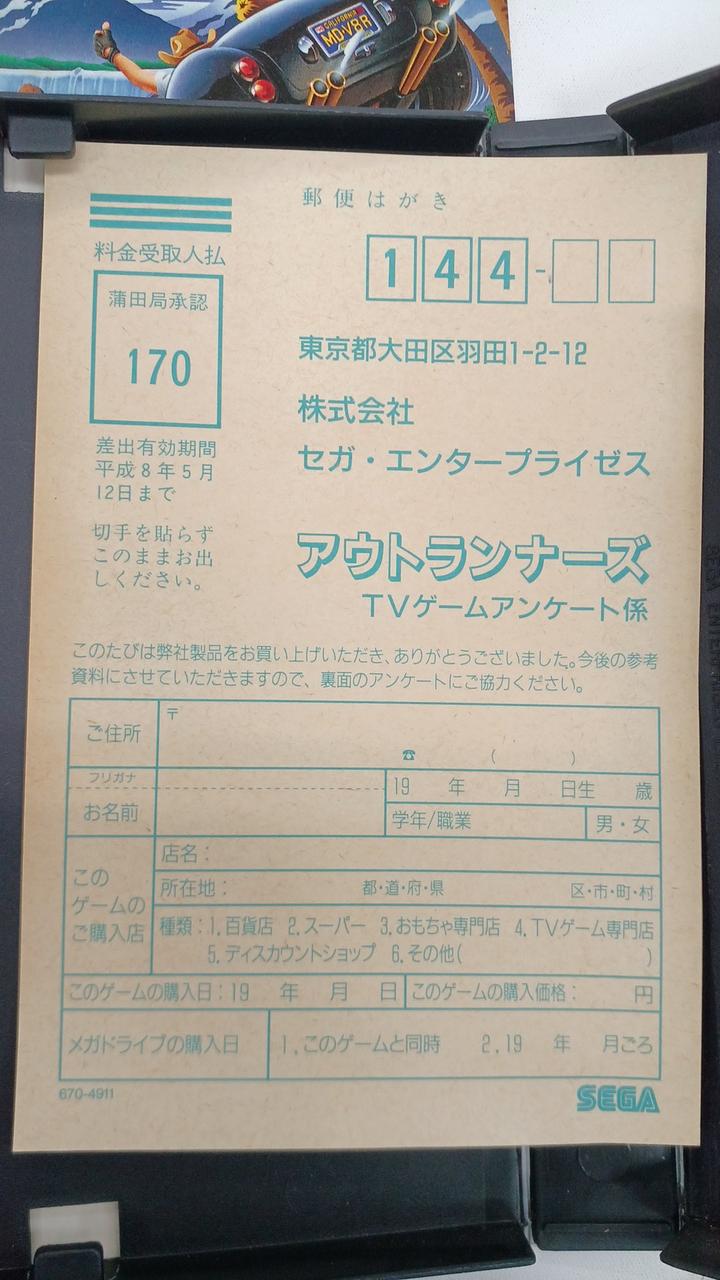 CALIFORNIA
MD-V8R
郵便はがき
料金受取人払
蒲田局承認
170
差出有効期間
平成8年5月
12日まで
切手を貼らず
このままお出
しください。
144-
東京都大田区羽田1-2-12
株式会社
セガ・エンタープライゼス
アウトランナーズ
TVゲームアンケート係
このたびは弊社製品をお買い上げいただき、ありがとうございました。今後の参考
資料にさせていただきますので、裏面のアンケートにご協力ください。
ご住所
〒
☎ ( )
フリガナ
お名前
19 年 月 日生 歳
学年/職業
男・女
この
ゲームの
ご購入店
店名:
所在地: 都・道・府・県 区・市・町・村
種類:1.百貨店 2.スーパー 3.おもちゃ専門店 4.TVゲーム専門店
5.ディスカウントショップ 6.その他( )
このゲームの購入日:19 年 月 日
このゲームの購入価格: 円
メガドライブの購入日
1.このゲームと同時 2.19 年 月ごろ
670-4911
SEGA